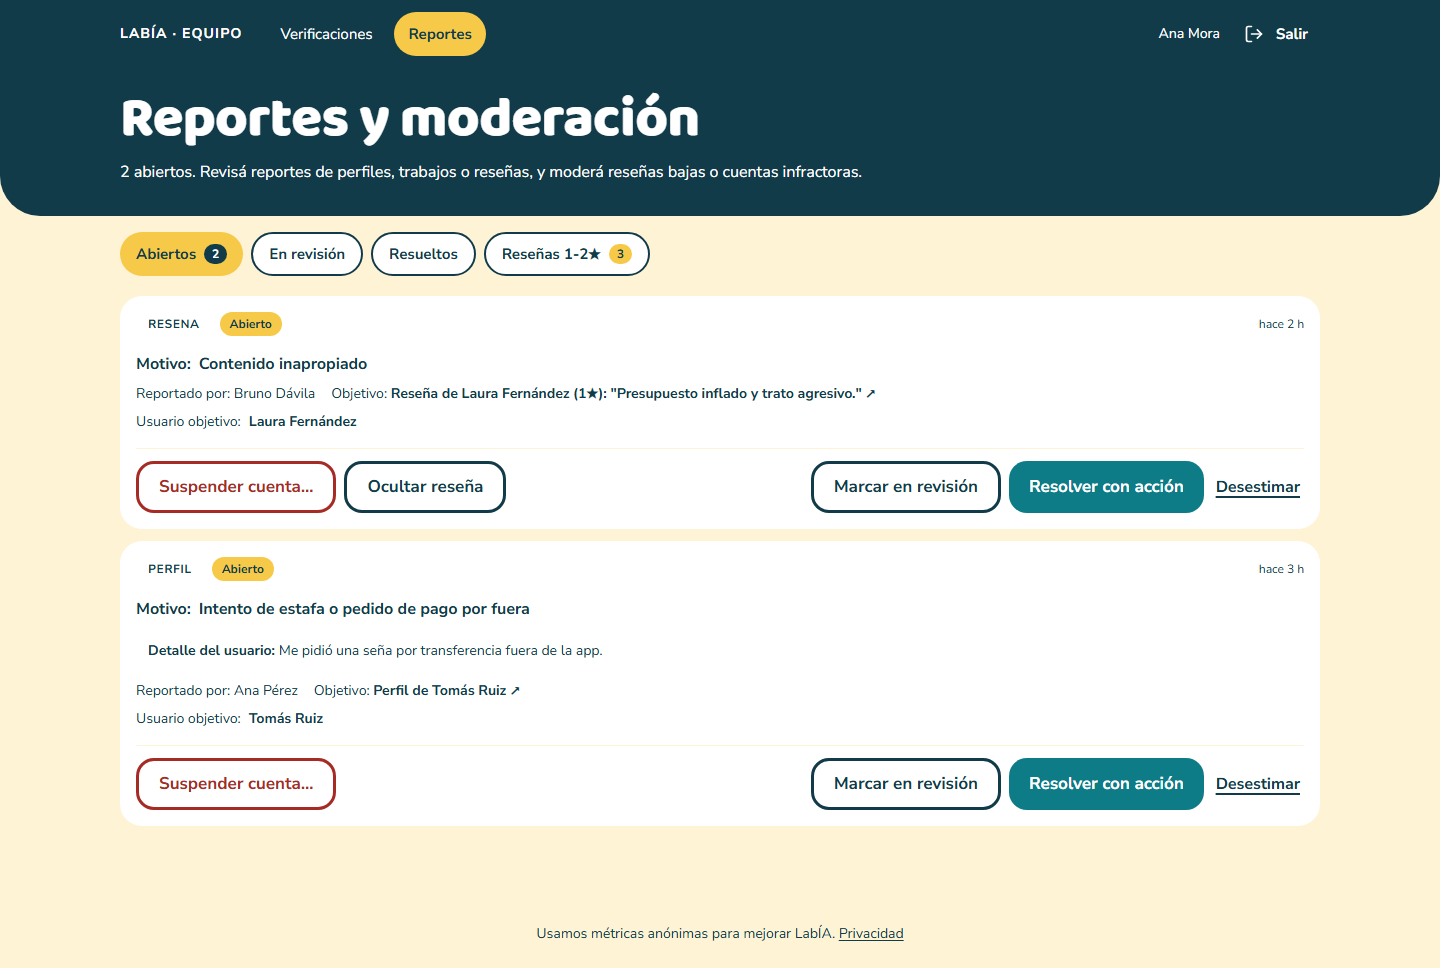 LABÍA · EQUIPO Verificaciones Reportes Ana Mora Salir
Reportes y moderación
2 abiertos. Revisá reportes de perfiles, trabajos o reseñas, y moderá reseñas bajas o cuentas infractoras.
Abiertos 2 En revisión Resueltos Reseñas 1-2★ 3
RESENA Abierto hace 2 h
Motivo: Contenido inapropiado
Reportado por: Bruno Dávila Objetivo: Reseña de Laura Fernández (1★): "Presupuesto inflado y trato agresivo." ↗
Usuario objetivo: Laura Fernández
Suspender cuenta... Ocultar reseña Marcar en revisión Resolver con acción Desestimar
PERFIL Abierto hace 3 h
Motivo: Intento de estafa o pedido de pago por fuera
Detalle del usuario: Me pidió una seña por transferencia fuera de la app.
Reportado por: Ana Pérez Objetivo: Perfil de Tomás Ruiz ↗
Usuario objetivo: Tomás Ruiz
Suspender cuenta... Marcar en revisión Resolver con acción Desestimar
Usamos métricas anónimas para mejorar LabÍA. Privacidad